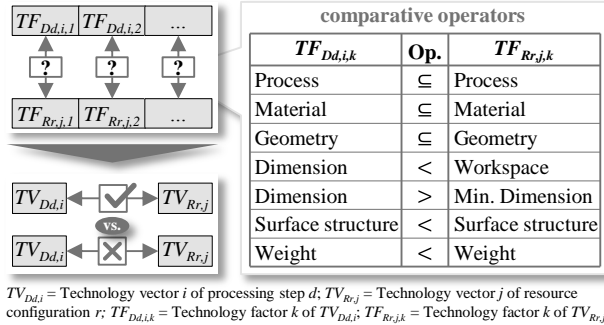 TF_{Dd,i,1} TF_{Dd,i,2} ...
? ? ?
TF_{Rr,j,1} TF_{Rr,j,2} ...
TV_{Dd,i} TV_{Rr,j}
vs.
TV_{Dd,i} TV_{Rr,j}
comparative operators
TF_{Dd,i,k} Op. TF_{Rr,j,k}
Process ⊆ Process
Material ⊆ Material
Geometry ⊆ Geometry
Dimension < Workspace
Dimension > Min. Dimension
Surface structure < Surface structure
Weight < Weight
TV_{Dd,i} = Technology vector i of processing step d; TV_{Rr,j} = Technology vector j of resource
configuration r; TF_{Dd,i,k} = Technology factor k of TV_{Dd,i}; TF_{Rr,j,k} = Technology factor k of TV_{Rr,j}